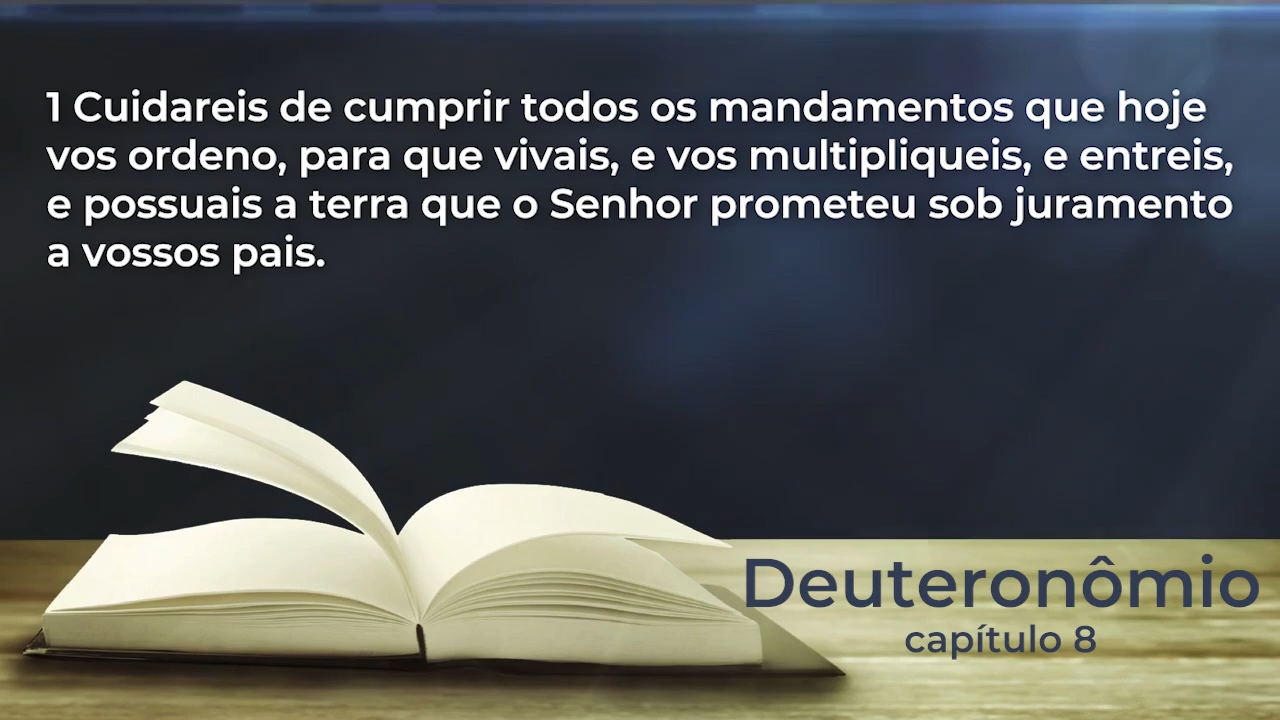 1 Cuidareis de cumprir todos os mandamentos que hoje
vos ordeno, para que vivais, e vos multipliqueis, e entreis,
e possuais a terra que o Senhor prometeu sob juramento
a vossos pais.
Deuteronômio
capítulo 8